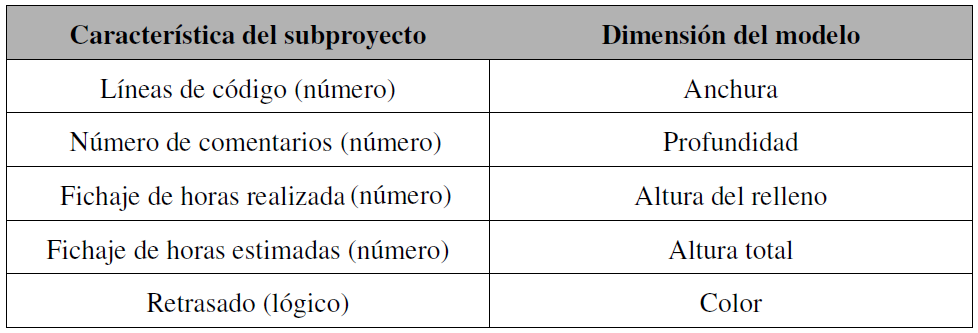 Característica del subproyecto Dimensión del modelo
Líneas de código (número) Anchura
Número de comentarios (número) Profundidad
Fichaje de horas realizada (número) Altura del relleno
Fichaje de horas estimadas (número) Altura total
Retrasado (lógico) Color